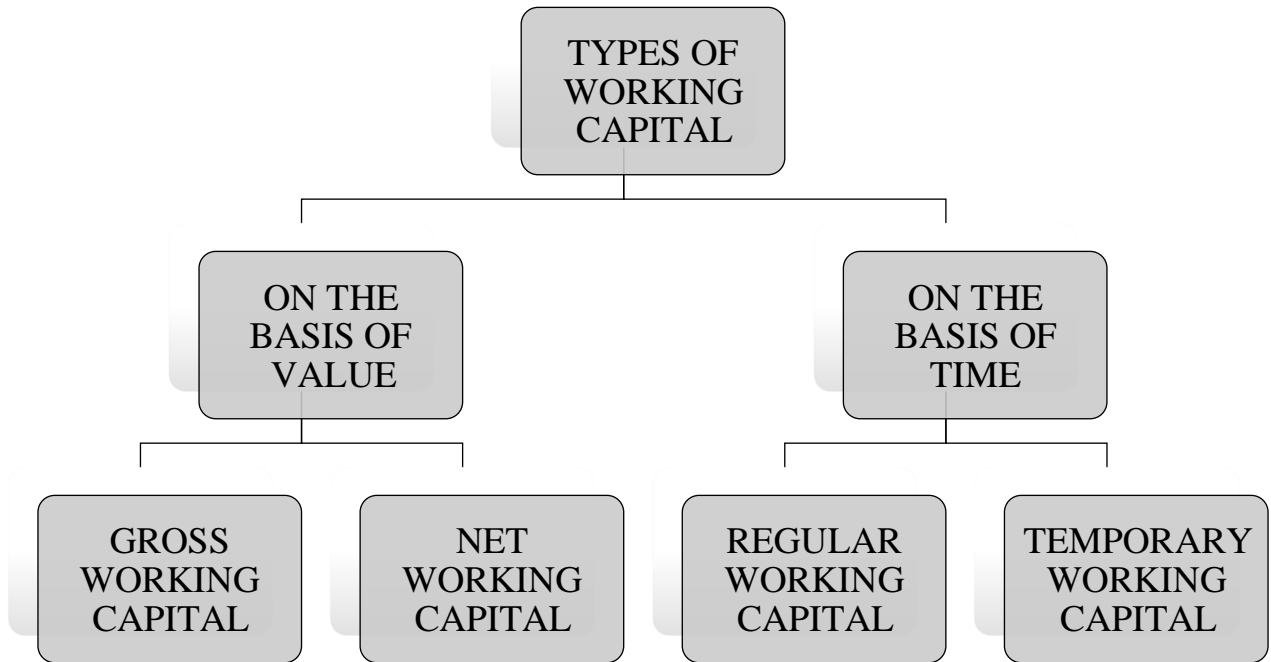 TYPES OF
WORKING
CAPITAL
ON THE
BASIS OF
VALUE
ON THE
BASIS OF
TIME
GROSS
WORKING
CAPITAL
NET
WORKING
CAPITAL
REGULAR
WORKING
CAPITAL
TEMPORARY
WORKING
CAPITAL